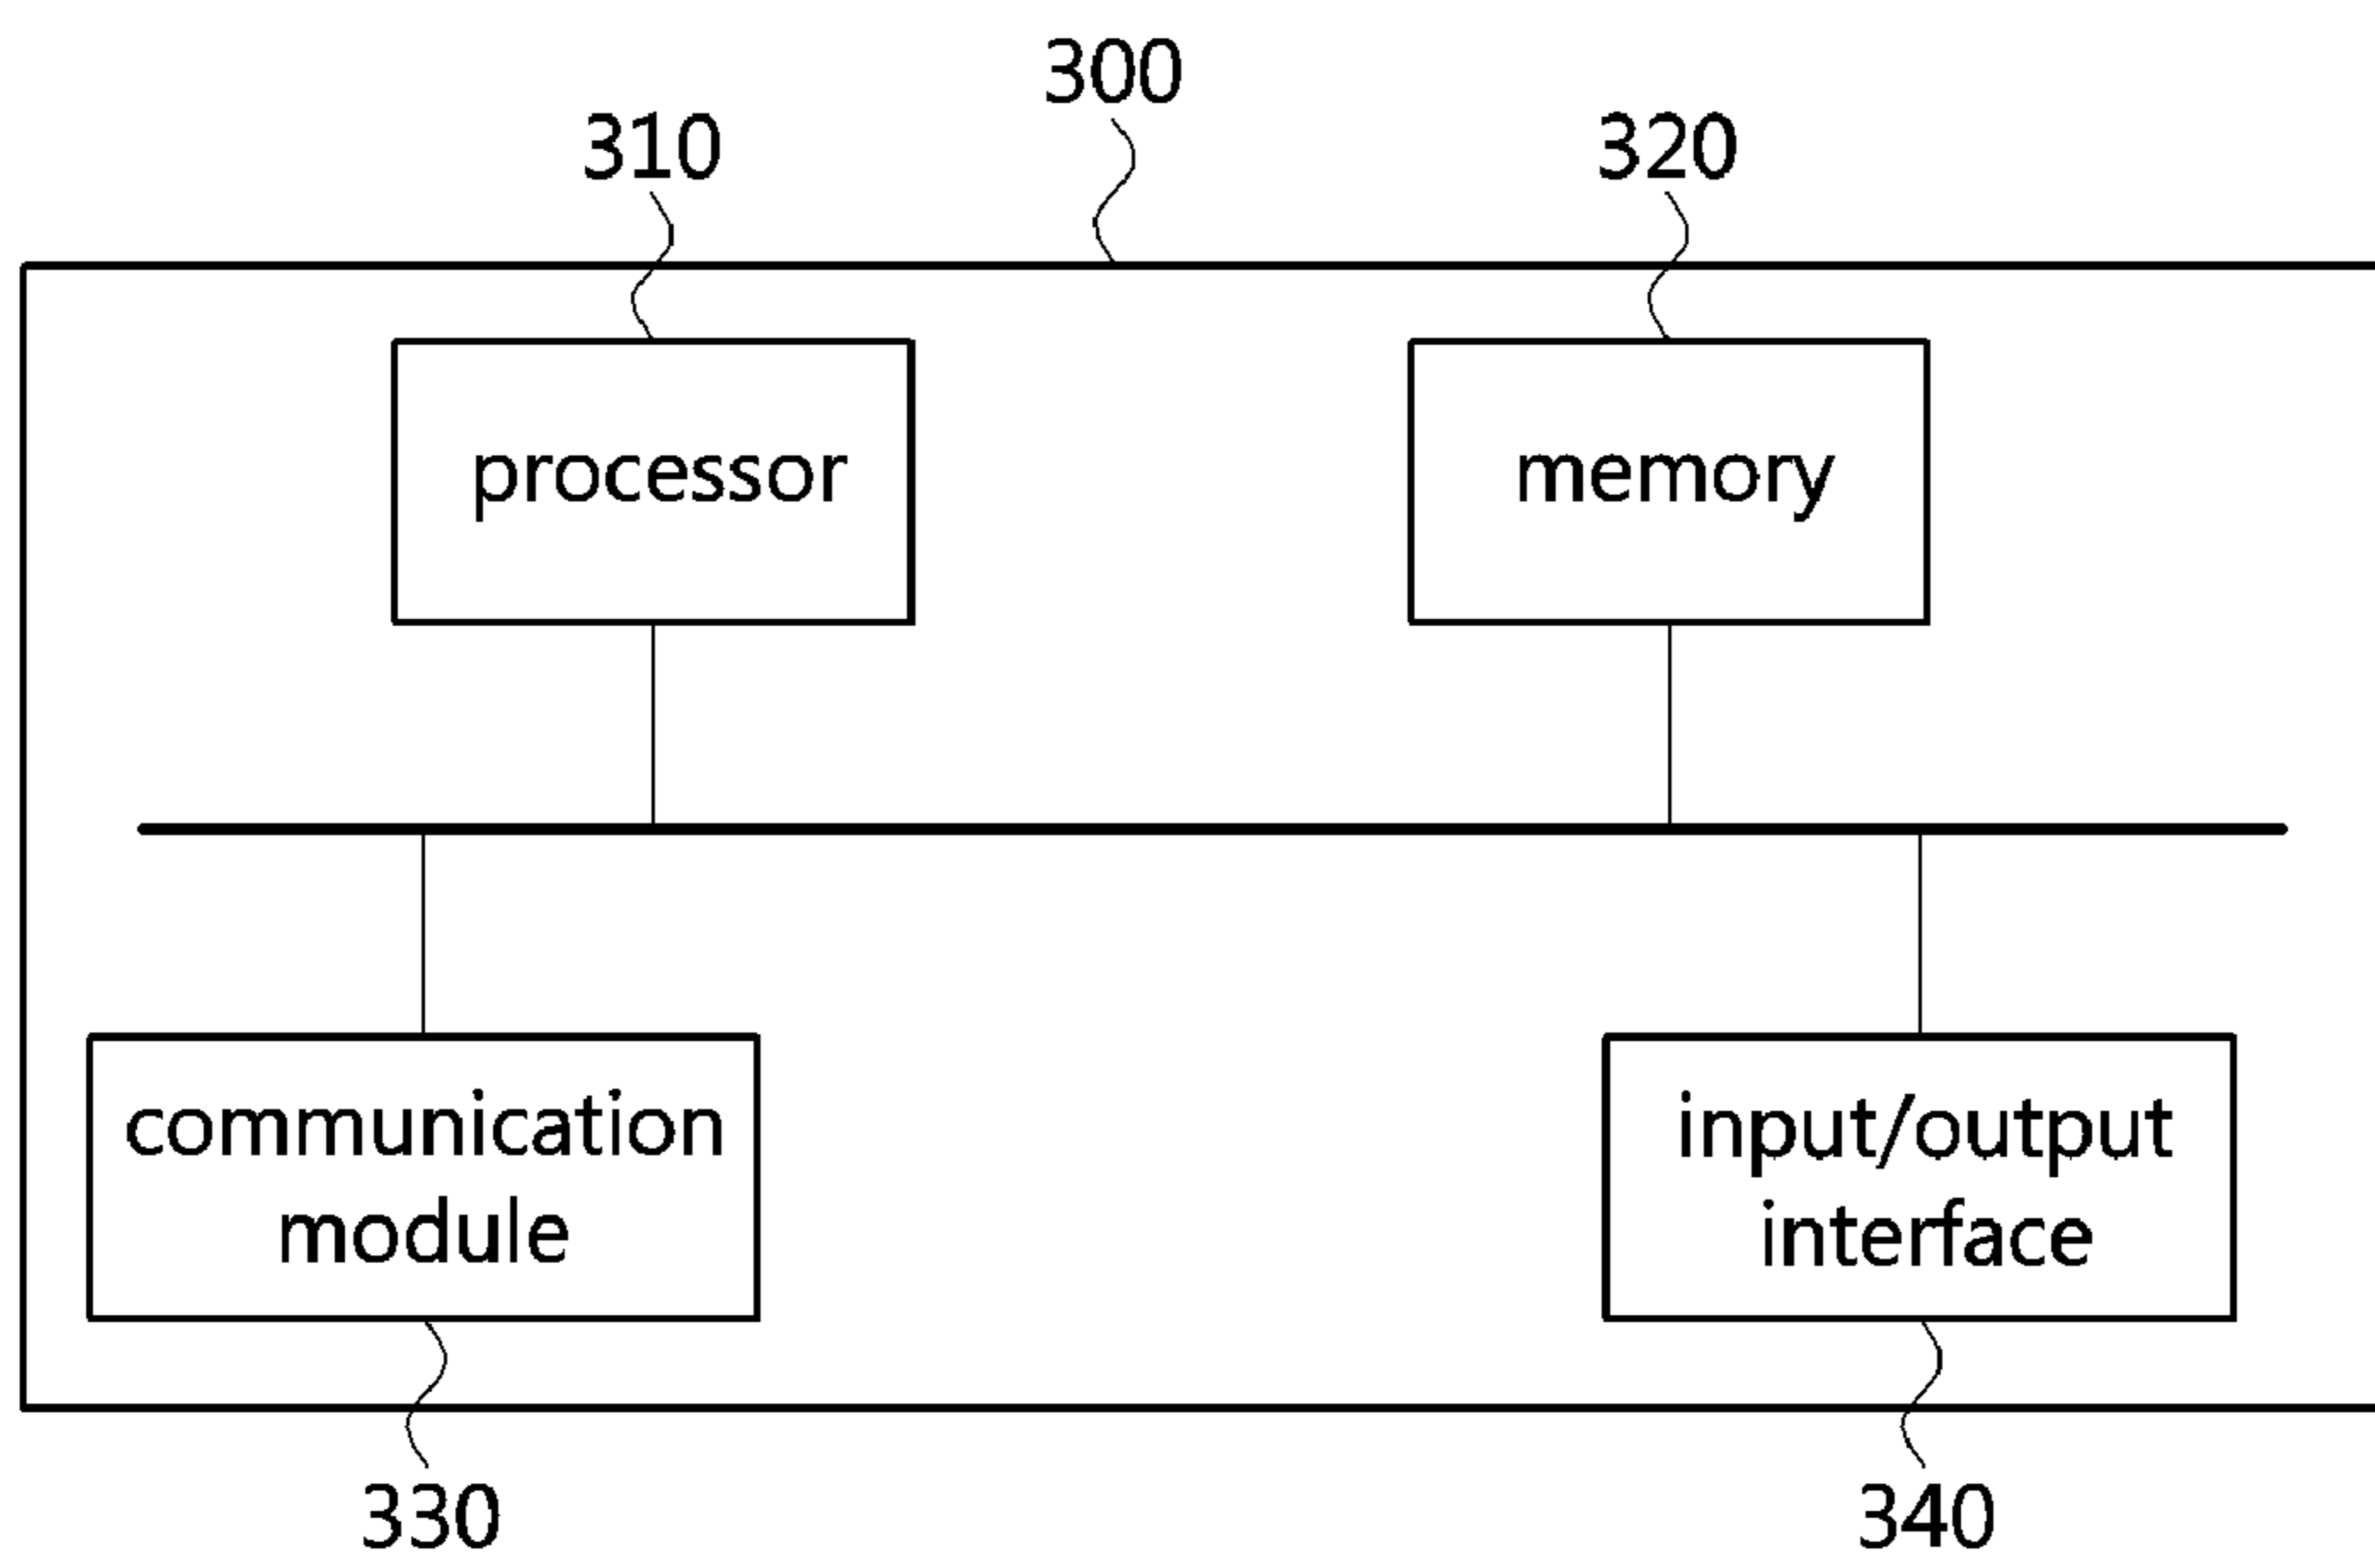 300
310
320
processor
memory
communication
module
input/output
interface
330
340